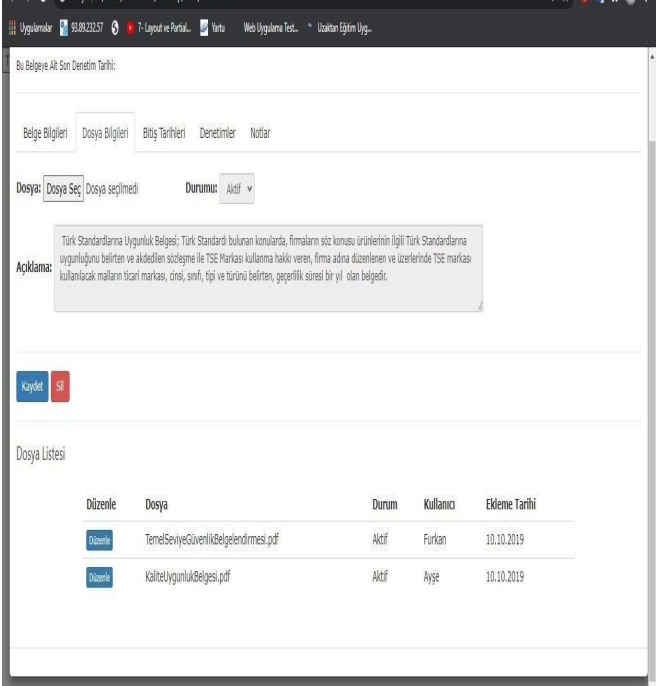 Uygulamalar 93.89.232.57 7- Layout ve Partial... Yartu Web Uygulama Test... Uzaktan Eğitim Uyg...
Bu Belgeye Ait Son Denetim Tarihi:
Belge Bilgileri Dosya Bilgileri Bitiş Tarihleri Denetimler Notlar
Dosya: Dosya Seç Dosya seçilmedi Durumu: Aktif
Açıklama:
Türk Standardlarına Uygunluk Belgesi; Türk Standardı bulunan konularda, firmaların söz konusu ürünlerinin ilgili Türk Standardlarına
uygunluğunu belirten ve akdedilen sözleşme ile TSE Markası kullanma hakkı veren, firma adına düzenlenen ve üzerlerinde TSE markası
kullanılacak malların ticari markası, cinsi, sınıfı, tipi ve türünü belirten, geçerlilik süresi bir yıl olan belgedir.
Kaydet Sil
Dosya Listesi
Düzenle Dosya Durum Kullanıcı Ekleme Tarihi
Düzenle TemelSeviyeGüvenlikBelgelendirmesi.pdf Aktif Furkan 10.10.2019
Düzenle KaliteUygunlukBelgesi.pdf Aktif Ayşe 10.10.2019